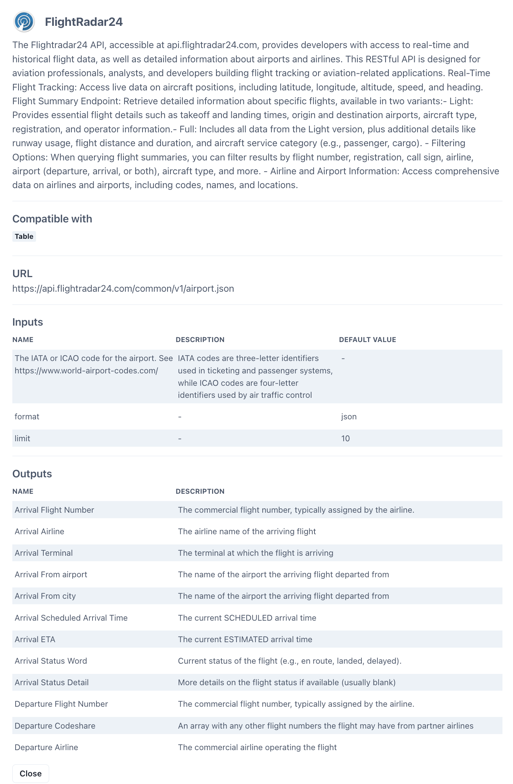 FlightRadar24
The Flightradar24 API, accessible at api.flightradar24.com, provides developers with access to real-time and
historical flight data, as well as detailed information about airports and airlines. This RESTful API is designed for
aviation professionals, analysts, and developers building flight tracking or aviation-related applications. Real-Time
Flight Tracking: Access live data on aircraft positions, including latitude, longitude, altitude, speed, and heading.
Flight Summary Endpoint: Retrieve detailed information about specific flights, available in two variants:- Light:
Provides essential flight details such as takeoff and landing times, origin and destination airports, aircraft type,
registration, and operator information.- Full: Includes all data from the Light version, plus additional details like
runway usage, flight distance and duration, and aircraft service category (e.g., passenger, cargo). - Filtering
Options: When querying flight summaries, you can filter results by flight number, registration, call sign, airline,
airport (departure, arrival, or both), aircraft type, and more. - Airline and Airport Information: Access comprehensive
data on airlines and airports, including codes, names, and locations.
Compatible with
Table
URL
https://api.flightradar24.com/common/v1/airport.json
Inputs
NAME DESCRIPTION DEFAULT VALUE
The IATA or ICAO code for the airport. See IATA codes are three-letter identifiers -
https://www.world-airport-codes.com/ used in ticketing and passenger systems,
while ICAO codes are four-letter
identifiers used by air traffic control
format - json
limit - 10
Outputs
NAME DESCRIPTION
Arrival Flight Number The commercial flight number, typically assigned by the airline.
Arrival Airline The airline name of the arriving flight
Arrival Terminal The terminal at which the flight is arriving
Arrival From airport The name of the airport the arriving flight departed from
Arrival From city The name of the airport the arriving flight departed from
Arrival Scheduled Arrival Time The current SCHEDULED arrival time
Arrival ETA The current ESTIMATED arrival time
Arrival Status Word Current status of the flight (e.g., en route, landed, delayed).
Arrival Status Detail More details on the flight status if available (usually blank)
Departure Flight Number The commercial flight number, typically assigned by the airline.
Departure Codeshare An array with any other flight numbers the flight may have from partner airlines
Departure Airline The commercial airline operating the flight
Close